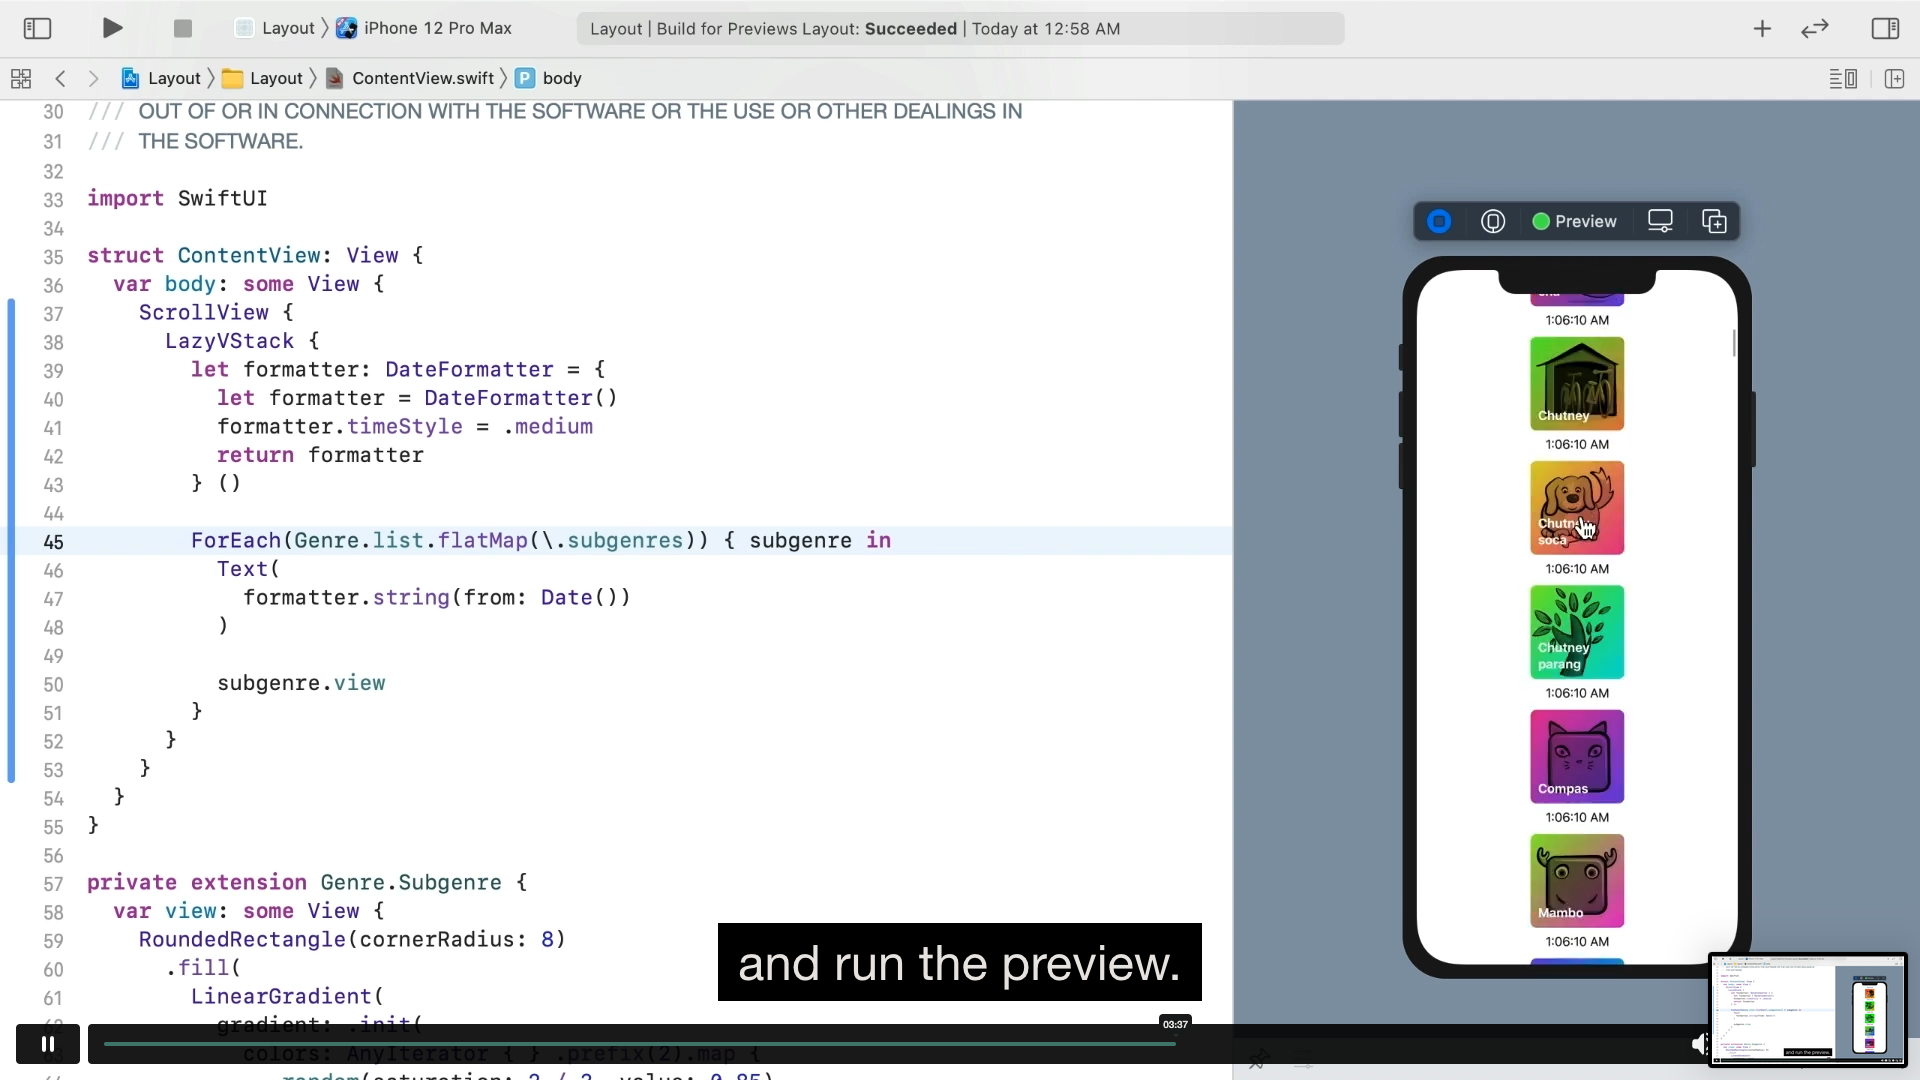 Layout 〉 iPhone 12 Pro Max
Layout | Build for Previews Layout: Succeeded | Today at 12:58 AM
Layout 〉 Layout 〉 ContentView.swift 〉 P body
30 /// OUT OF OR IN CONNECTION WITH THE SOFTWARE OR THE USE OR OTHER DEALINGS IN
31 /// THE SOFTWARE.
32
33 import SwiftUI
34
35 struct ContentView: View {
36 var body: some View {
37 ScrollView {
38 LazyVStack {
39 let formatter: DateFormatter = {
40 let formatter = DateFormatter()
41 formatter.timeStyle = .medium
42 return formatter
43 } ()
44
45 ForEach(Genre.list.flatMap(\.subgenres)) { subgenre in
46 Text(
47 formatter.string(from: Date())
48 )
49
50 subgenre.view
51 }
52 }
53 }
54 }
55 }
56
57 private extension Genre.Subgenre {
58 var view: some View {
59 RoundedRectangle(cornerRadius: 8)
60 .fill(
61 LinearGradient(
62 gradient: .init(
63 colors: AnyIterator { } .prefix(2).map {
random(saturation: 2 / 3, value: 0.85)
Preview
1:06:10 AM
Chutney
1:06:10 AM
Chutney
soca
1:06:10 AM
Chutney
parang
1:06:10 AM
Compas
1:06:10 AM
Mambo
1:06:10 AM
and run the preview.
03:37
and run the preview.